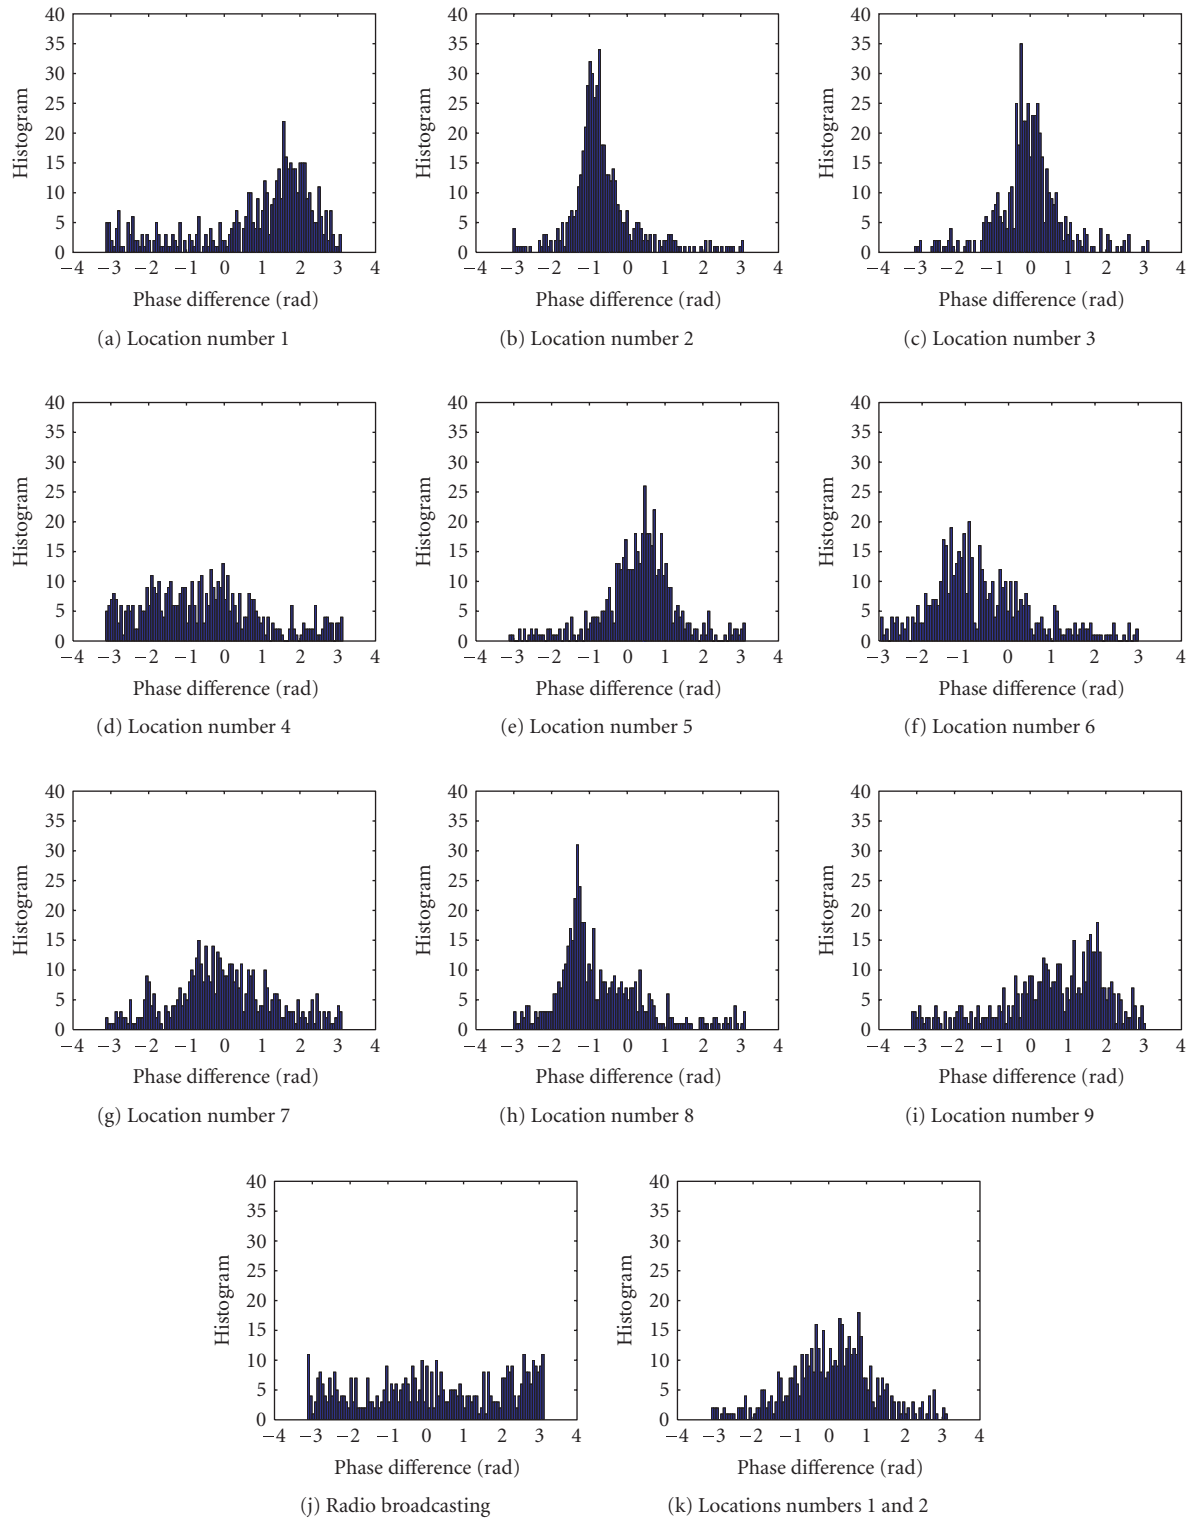 40
35
30
25
20
15
10
5
0
Histogram
−4 −3 −2 −1 0 1 2 3 4
Phase difference (rad)
(a) Location number 1
40
35
30
25
20
15
10
5
0
Histogram
−4 −3 −2 −1 0 1 2 3 4
Phase difference (rad)
(b) Location number 2
40
35
30
25
20
15
10
5
0
Histogram
−4 −3 −2 −1 0 1 2 3 4
Phase difference (rad)
(c) Location number 3
40
35
30
25
20
15
10
5
0
Histogram
−4 −3 −2 −1 0 1 2 3 4
Phase difference (rad)
(d) Location number 4
40
35
30
25
20
15
10
5
0
Histogram
−4 −3 −2 −1 0 1 2 3 4
Phase difference (rad)
(e) Location number 5
40
35
30
25
20
15
10
5
0
Histogram
−3 −2 −1 0 1 2 3 4
Phase difference (rad)
(f) Location number 6
40
35
30
25
20
15
10
5
0
Histogram
−4 −3 −2 −1 0 1 2 3 4
Phase difference (rad)
(g) Location number 7
40
35
30
25
20
15
10
5
0
Histogram
−4 −3 −2 −1 0 1 2 3 4
Phase difference (rad)
(h) Location number 8
40
35
30
25
20
15
10
5
0
Histogram
−4 −3 −2 −1 0 1 2 3 4
Phase difference (rad)
(i) Location number 9
40
35
30
25
20
15
10
5
0
Histogram
−4 −3 −2 −1 0 1 2 3 4
Phase difference (rad)
(j) Radio broadcasting
40
35
30
25
20
15
10
5
0
Histogram
−4 −3 −2 −1 0 1 2 3 4
Phase difference (rad)
(k) Locations numbers 1 and 2